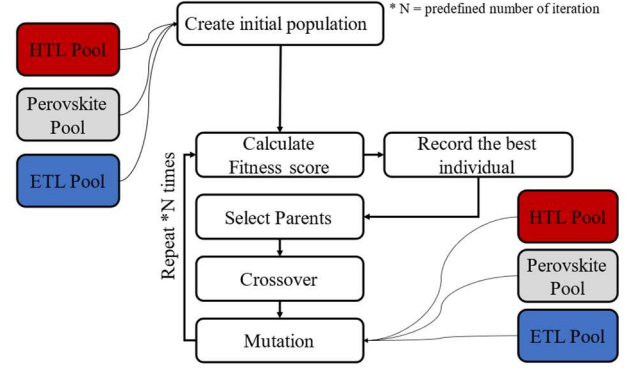 Create initial population
* N = predefined number of iteration
HTL Pool
Perovskite
Pool
ETL Pool
Calculate
Fitness score
Record the best
individual
Repeat *N times
Select Parents
Crossover
Mutation
HTL Pool
Perovskite
Pool
ETL Pool